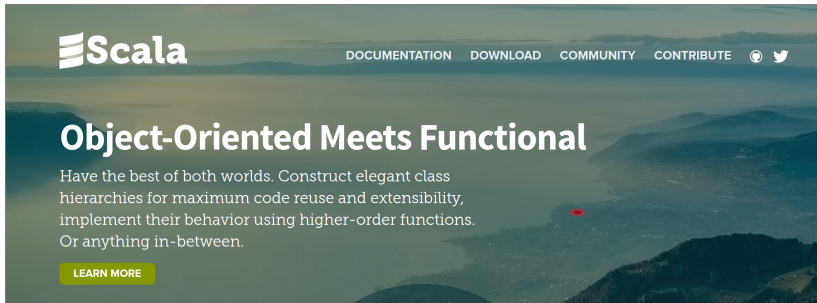 Scala
DOCUMENTATION DOWNLOAD COMMUNITY CONTRIBUTE
Object-Oriented Meets Functional
Have the best of both worlds. Construct elegant class
hierarchies for maximum code reuse and extensibility,
implement their behavior using higher-order functions.
Or anything in-between.
LEARN MORE